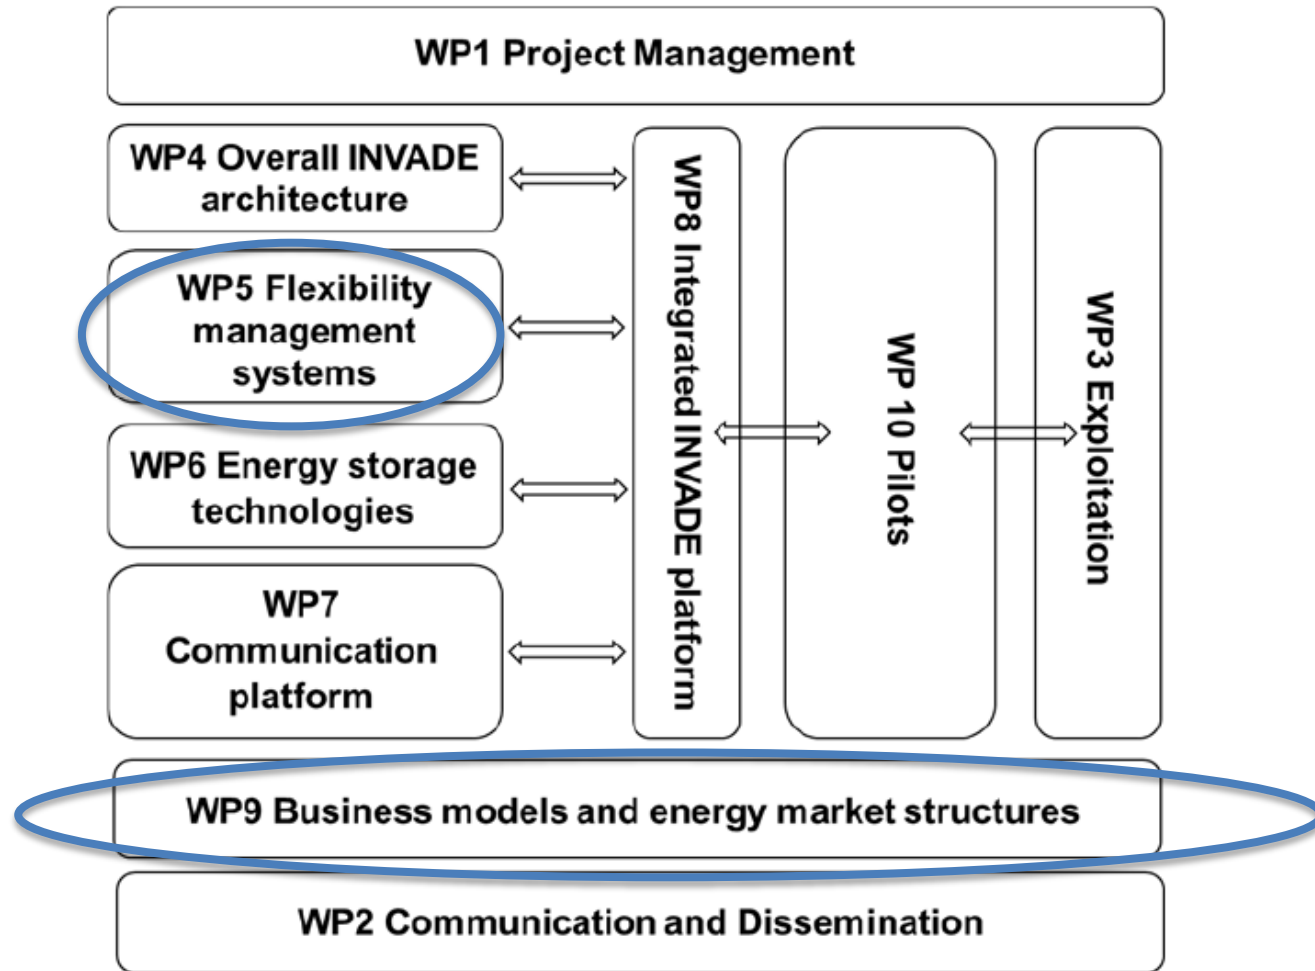 WP1 Project Management
WP4 Overall INVADE
architecture
WP5 Flexibility
management
systems
WP6 Energy storage
technologies
WP7
Communication
platform
WP8 Integrated INVADE platform
WP 10 Pilots
WP3 Exploitation
WP9 Business models and energy market structures
WP2 Communication and Dissemination